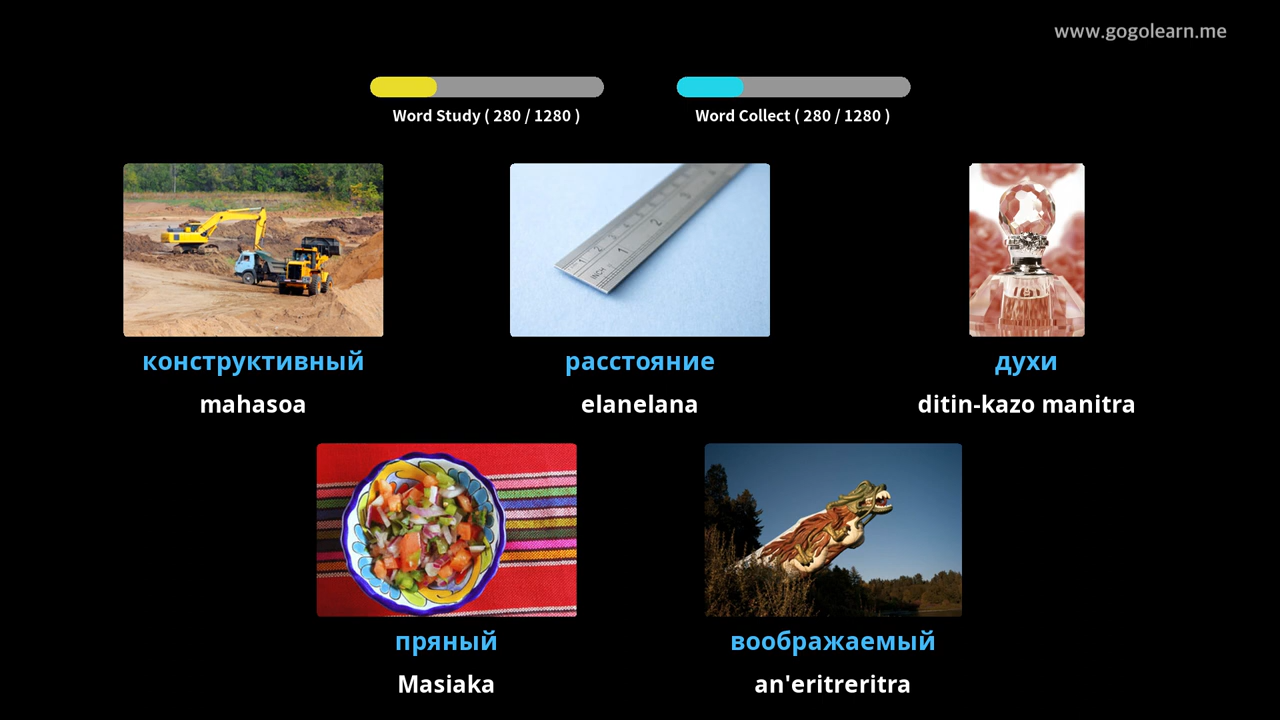 www.gogolearn.me
Word Study ( 280 / 1280 )
Word Collect ( 280 / 1280 )
конструктивный
mahasoa
расстояние
elanelana
духи
ditin-kazo manitra
пряный
Masiaka
воображаемый
an'eritreritra